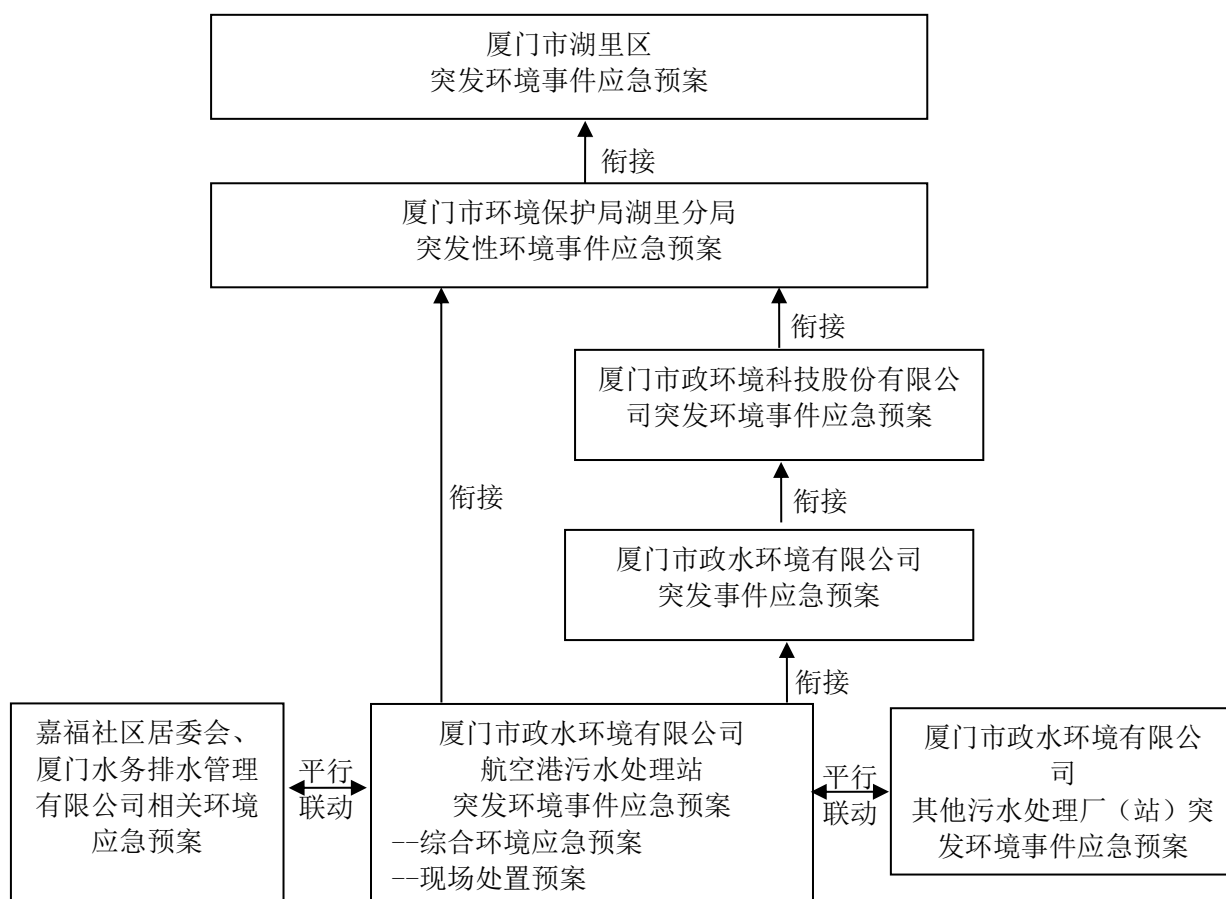 厦门市湖里区
突发环境事件应急预案
衔接
厦门市环境保护局湖里分局
突发性环境事件应急预案
衔接
厦门市政环境科技股份有限公
司突发环境事件应急预案
衔接
衔接
厦门市政水环境有限公司
突发事件应急预案
衔接
嘉福社区居委会、
厦门水务排水管理
有限公司相关环境
应急预案
平行
联动
厦门市政水环境有限公司
航空港污水处理站
突发环境事件应急预案
--综合环境应急预案
--现场处置预案
平行
联动
厦门市政水环境有限公
司
其他污水处理厂（站）突
发环境事件应急预案